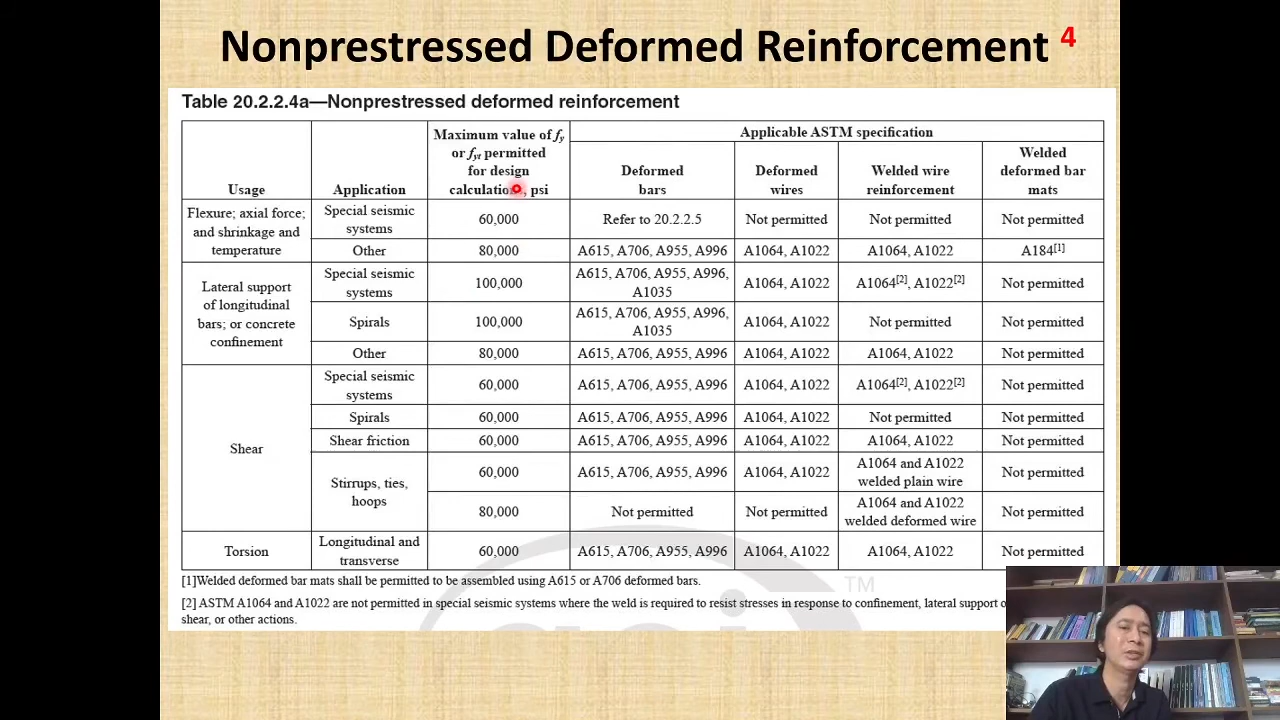 Nonprestressed Deformed Reinforcement 4
Table 20.2.2.4a—Nonprestressed deformed reinforcement
Usage
Application
Maximum value of fy
or fyt permitted
for design
calculations, psi
Applicable ASTM specification
Deformed
bars
Deformed
wires
Welded wire
reinforcement
Welded
deformed bar
mats
Flexure; axial force;
and shrinkage and
temperature
Special seismic
systems
60,000
Refer to 20.2.2.5
Not permitted
Not permitted
Not permitted
Other
80,000
A615, A706, A955, A996
A1064, A1022
A1064, A1022
A184[1]
Lateral support
of longitudinal
bars; or concrete
confinement
Special seismic
systems
100,000
A615, A706, A955, A996,
A1035
A1064, A1022
A1064[2], A1022[2]
Not permitted
Spirals
100,000
A615, A706, A955, A996,
A1035
A1064, A1022
Not permitted
Not permitted
Other
80,000
A615, A706, A955, A996
A1064, A1022
A1064, A1022
Not permitted
Shear
Special seismic
systems
60,000
A615, A706, A955, A996
A1064, A1022
A1064[2], A1022[2]
Not permitted
Spirals
60,000
A615, A706, A955, A996
A1064, A1022
Not permitted
Not permitted
Shear friction
60,000
A615, A706, A955, A996
A1064, A1022
A1064, A1022
Not permitted
Stirrups, ties,
hoops
60,000
A615, A706, A955, A996
A1064, A1022
A1064 and A1022
welded plain wire
Not permitted
80,000
Not permitted
Not permitted
A1064 and A1022
welded deformed wire
Not permitted
Torsion
Longitudinal and
transverse
60,000
A615, A706, A955, A996
A1064, A1022
A1064, A1022
Not permitted
[1]Welded deformed bar mats shall be permitted to be assembled using A615 or A706 deformed bars.
[2] ASTM A1064 and A1022 are not permitted in special seismic systems where the weld is required to resist stresses in response to confinement, lateral support o
shear, or other actions.
TM